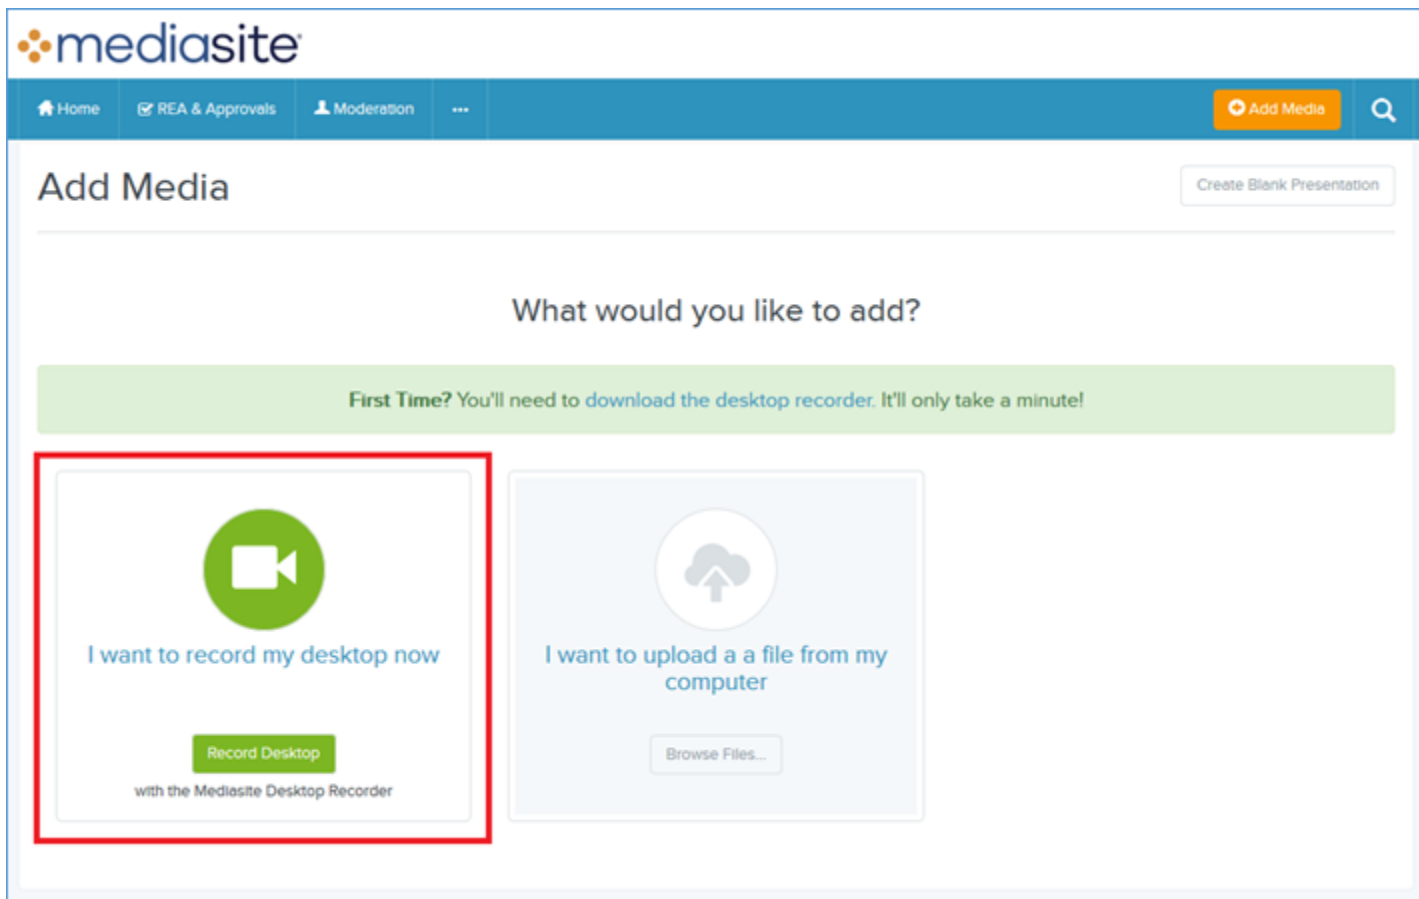 mediasite
Home
REA & Approvals
Moderation
...
Add Media
Add Media
Create Blank Presentation
What would you like to add?
First Time? You'll need to download the desktop recorder. It'll only take a minute!
I want to record my desktop now
Record Desktop
with the Mediasite Desktop Recorder
I want to upload a a file from my
computer
Browse Files...